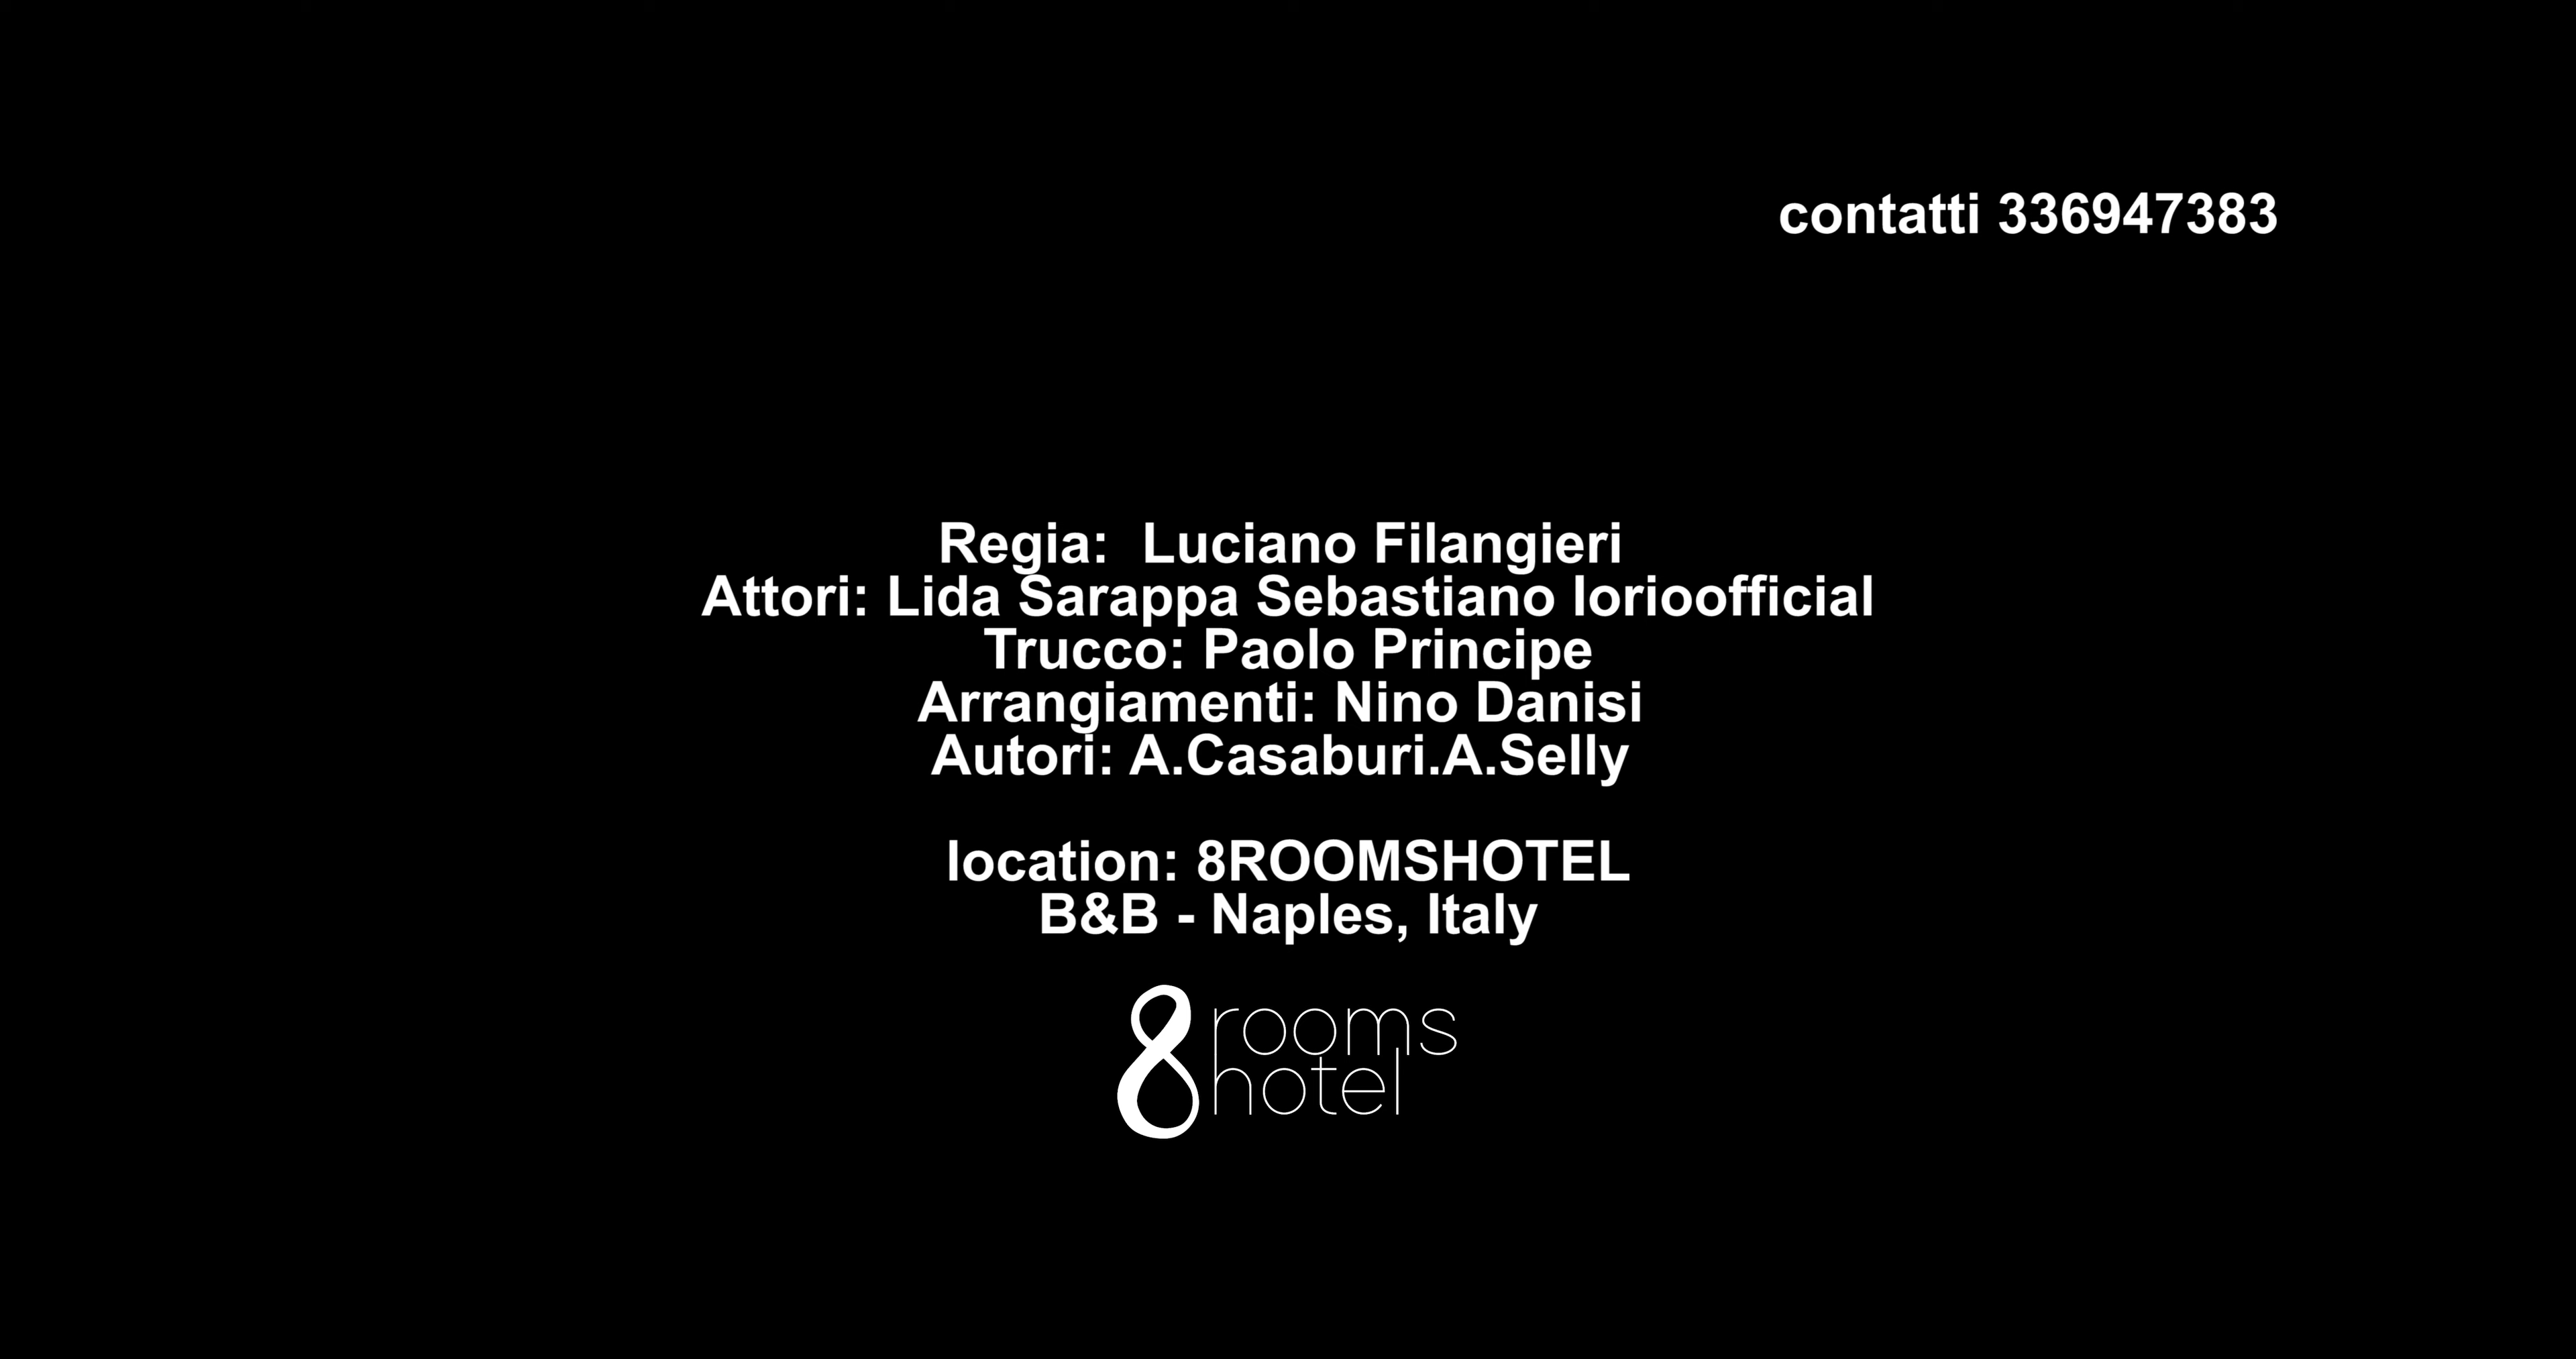 contatti 336947383
Regia:  Luciano Filangieri
Attori: Lida Sarappa Sebastiano Iorioofficial
Trucco: Paolo Principe
Arrangiamenti: Nino Danisi
Autori: A.Casaburi.A.Selly
location: 8ROOMSHOTEL
B&B - Naples, Italy
8 rooms
hotel